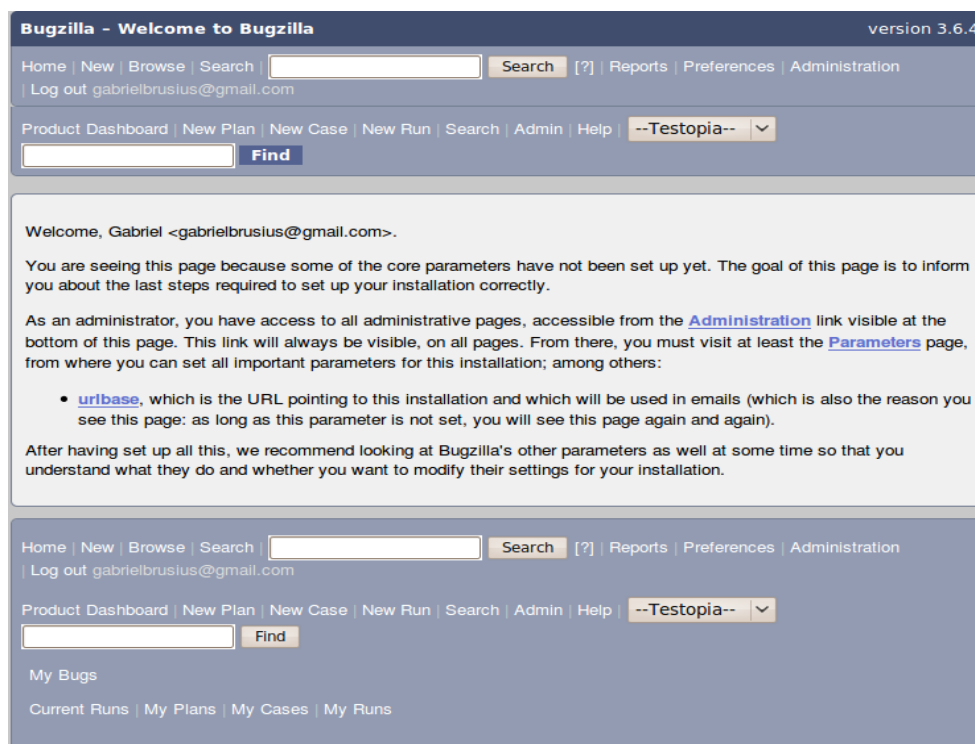 Bugzilla – Welcome to Bugzilla version 3.6.4
Home | New | Browse | Search | Search [?] | Reports | Preferences | Administration
| Log out gabrielbrusius@gmail.com
Product Dashboard | New Plan | New Case | New Run | Search | Admin | Help | --Testopia--
Find
Welcome, Gabriel <gabrielbrusius@gmail.com>.
You are seeing this page because some of the core parameters have not been set up yet. The goal of this page is to inform
you about the last steps required to set up your installation correctly.
As an administrator, you have access to all administrative pages, accessible from the Administration link visible at the
bottom of this page. This link will always be visible, on all pages. From there, you must visit at least the Parameters page,
from where you can set all important parameters for this installation; among others:
• urlbase, which is the URL pointing to this installation and which will be used in emails (which is also the reason you
see this page: as long as this parameter is not set, you will see this page again and again).
After having set up all this, we recommend looking at Bugzilla's other parameters as well at some time so that you
understand what they do and whether you want to modify their settings for your installation.
Home | New | Browse | Search | Search [?] | Reports | Preferences | Administration
| Log out gabrielbrusius@gmail.com
Product Dashboard | New Plan | New Case | New Run | Search | Admin | Help | --Testopia--
Find
My Bugs
Current Runs | My Plans | My Cases | My Runs